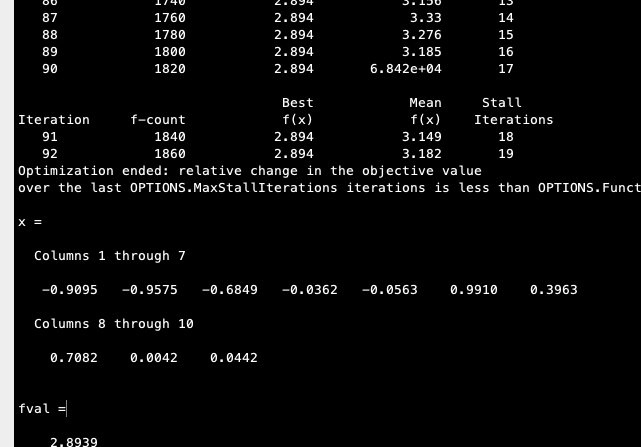 86 1740 2.894 3.156 13
87 1760 2.894 3.33 14
88 1780 2.894 3.276 15
89 1800 2.894 3.185 16
90 1820 2.894 6.842e+04 17
Best Mean Stall
Iteration f-count f(x) f(x) Iterations
91 1840 2.894 3.149 18
92 1860 2.894 3.182 19
Optimization ended: relative change in the objective value
over the last OPTIONS.MaxStallIterations iterations is less than OPTIONS.Funct
x =
Columns 1 through 7
-0.9095 -0.9575 -0.6849 -0.0362 -0.0563 0.9910 0.3963
Columns 8 through 10
0.7082 0.0042 0.0442
fval =
2.8939